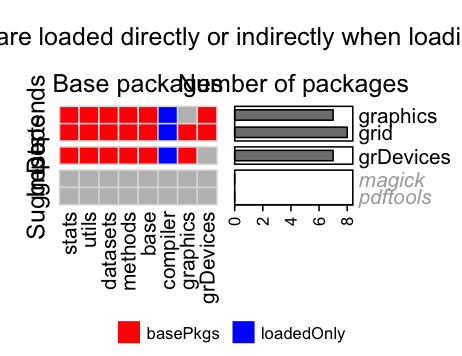 are loaded directly or indirectly when loadi
Base packages
Number of packages
Depends
Imports
Suggests
graphics
grid
grDevices
magick
pdftools
stats
utils
datasets
methods
base
compiler
graphics
grDevices
0
2
4
6
8
basePkgs
loadedOnly